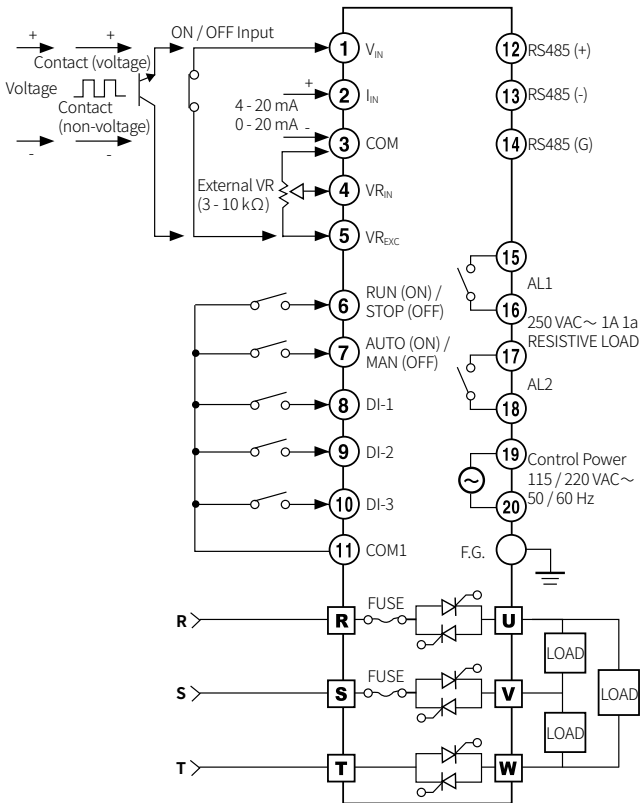 ON / OFF Input
+
+
Contact (voltage)
Voltage
Contact
(non-voltage)
-
-
+
4 - 20 mA
0 - 20 mA
-
External VR
(3 - 10 kΩ)
1 VIN
2 IIN
3 COM
4 VRIN
5 VREXC
6 RUN (ON) /
STOP (OFF)
7 AUTO (ON) /
MAN (OFF)
8 DI-1
9 DI-2
10 DI-3
11 COM1
12 RS485 (+)
13 RS485 (-)
14 RS485 (G)
15
AL1
16
250 VAC～ 1A 1a
RESISTIVE LOAD
17
AL2
18
19
Control Power
115 / 220 VAC～
50 / 60 Hz
20
F.G.
R R FUSE U
LOAD
S S FUSE V
LOAD
LOAD
T T W